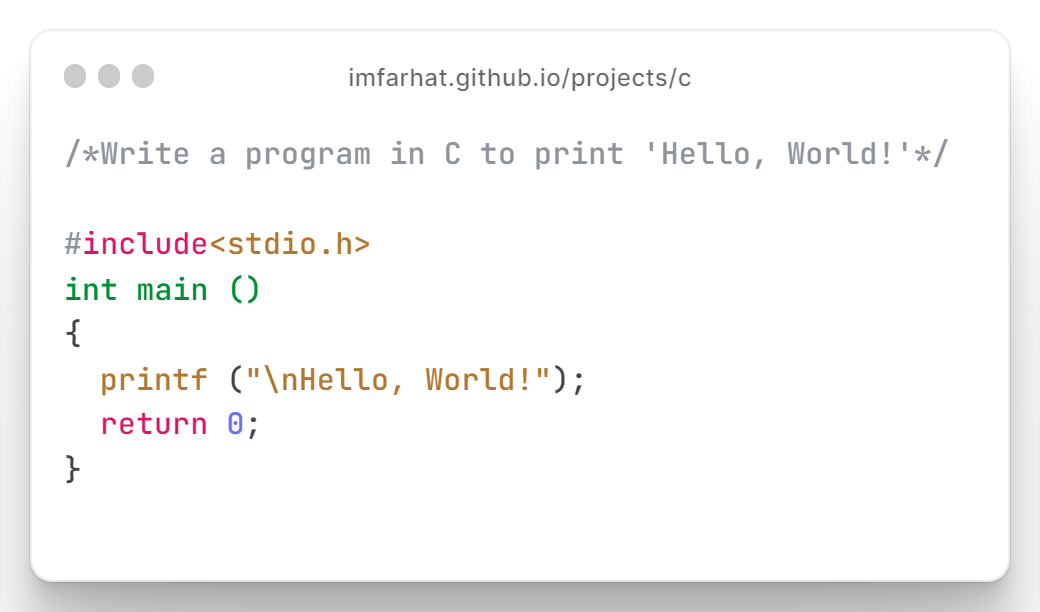 imfarhat.github.io/projects/c
/*Write a program in C to print 'Hello, World!'*/
#include<stdio.h>
int main ()
{
  printf ("\nHello, World!");
  return 0;
}